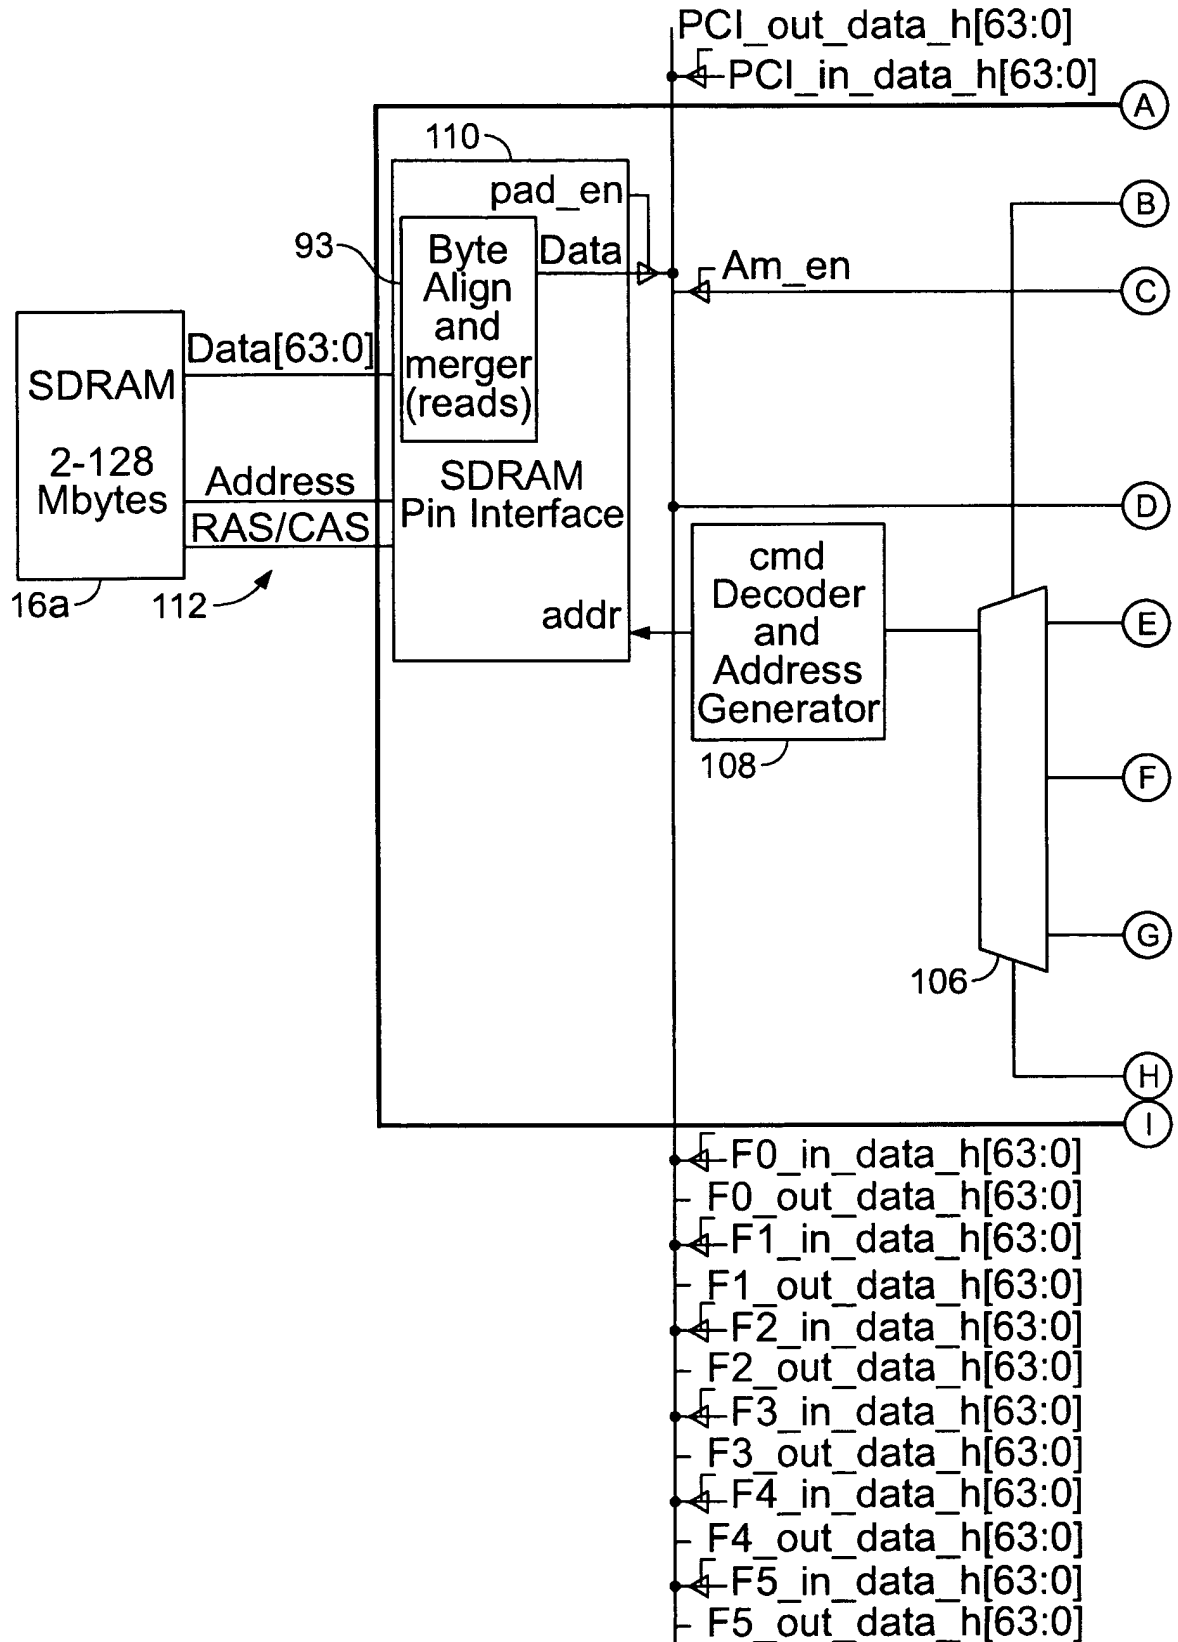 PCI_out_data_h[63:0]
PCI_in_data_h[63:0]
A
110
pad_en
B
93
Byte
Align
and
merger
(reads)
Data
Am_en
C
Data[63:0]
SDRAM
2-128
Mbytes
Address
RAS/CAS
SDRAM
Pin Interface
D
16a
112
addr
cmd
Decoder
and
Address
Generator
108
E
F
G
106
H
I
F0_in_data_h[63:0]
F0_out_data_h[63:0]
F1_in_data_h[63:0]
F1_out_data_h[63:0]
F2_in_data_h[63:0]
F2_out_data_h[63:0]
F3_in_data_h[63:0]
F3_out_data_h[63:0]
F4_in_data_h[63:0]
F4_out_data_h[63:0]
F5_in_data_h[63:0]
F5_out_data_h[63:0]